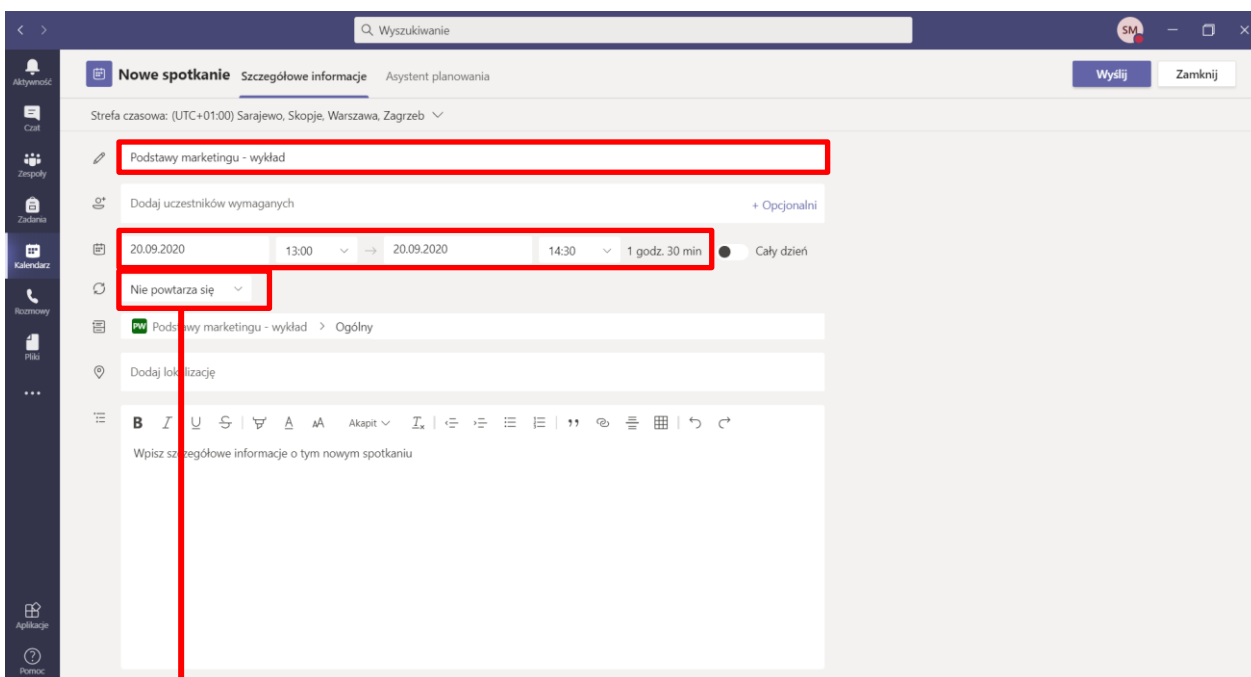 Wyszukiwanie
SM
Aktywność
Nowe spotkanie Szczegółowe informacje Asystent planowania
Wyślij Zamknij
Czat
Strefa czasowa: (UTC+01:00) Sarajewo, Skopje, Warszawa, Zagrzeb
Zespoły
Podstawy marketingu - wykład
Zadania
Dodaj uczestników wymaganych + Opcjonalni
Kalendarz
20.09.2020 13:00 → 20.09.2020 14:30 1 godz. 30 min Cały dzień
Rozmowy
Nie powtarza się
PW Podstawy marketingu - wykład > Ogólny
Pliki
Dodaj lokalizację
B I U S A AA Akapit
Wpisz szczegółowe informacje o tym nowym spotkaniu
Aplikacje
Pomoc